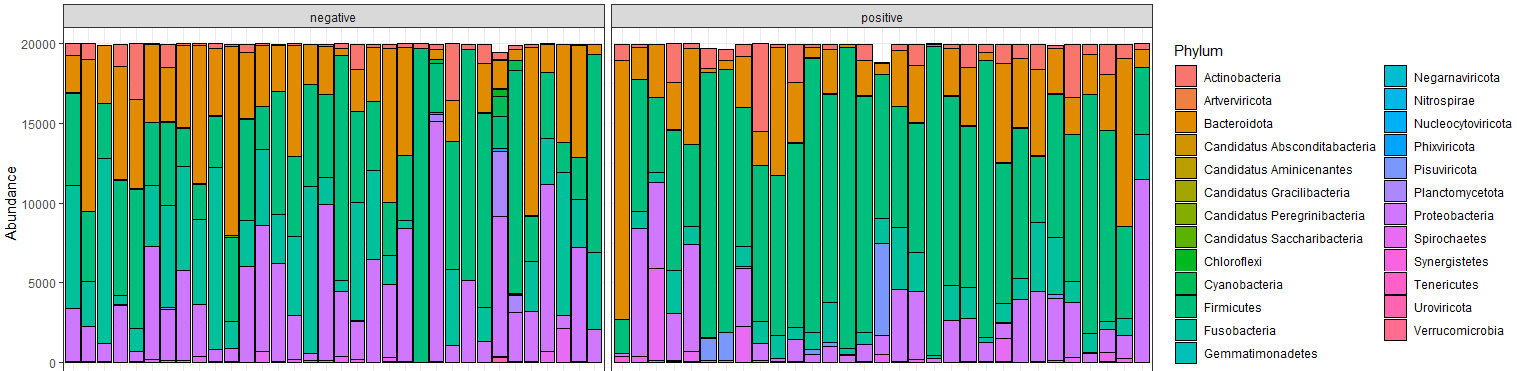 negative
positive
20000
15000
10000
5000
0
Abundance
Phylum
Actinobacteria
Artverviricota
Bacteroidota
Candidatus Absconditabacteria
Candidatus Aminicenantes
Candidatus Gracilibacteria
Candidatus Peregrinibacteria
Candidatus Saccharibacteria
Chloroflexi
Cyanobacteria
Firmicutes
Fusobacteria
Gemmatimonadetes
Negarnaviricota
Nitrospirae
Nucleocytoviricota
Phixviricota
Pisuviricota
Planctomycetota
Proteobacteria
Spirochaetes
Synergistetes
Tenericutes
Uroviricota
Verrucomicrobia